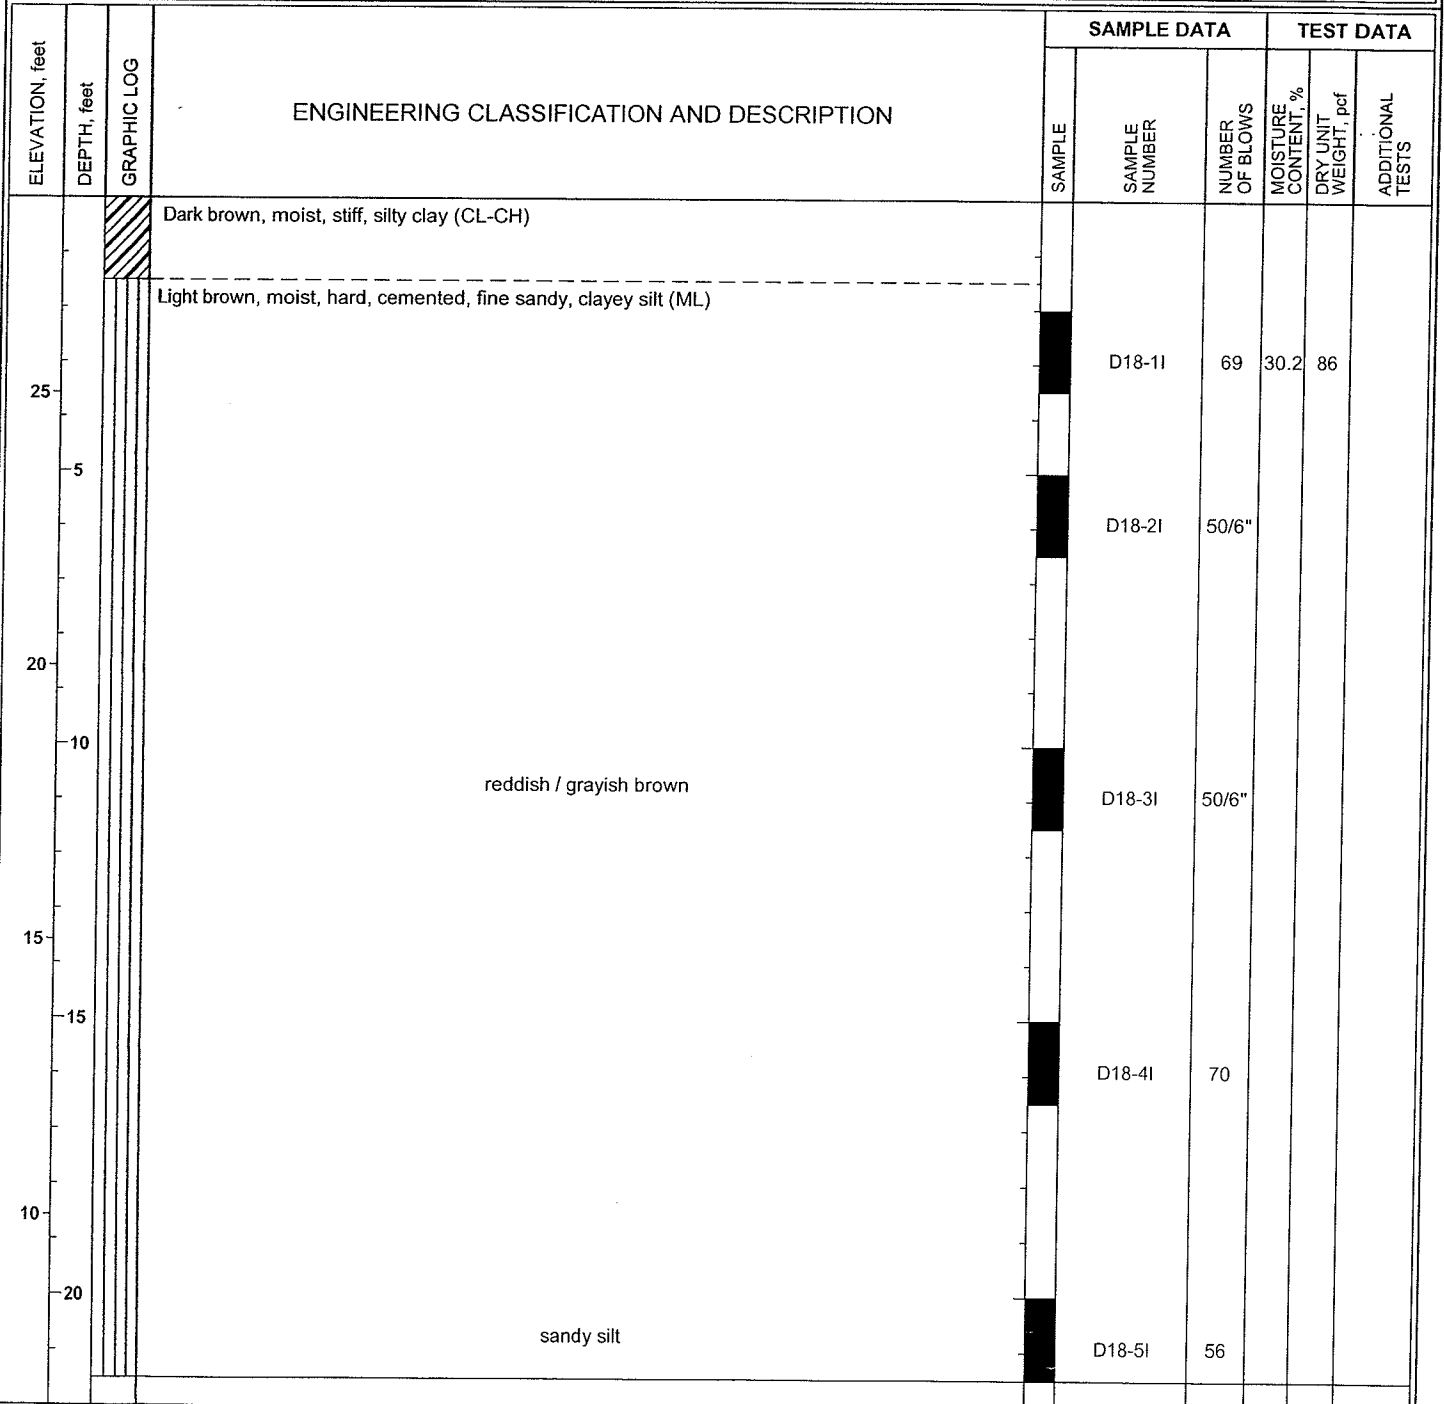 SAMPLE DATA TEST DATA
ELEVATION, feet
DEPTH, feet
GRAPHIC LOG
ENGINEERING CLASSIFICATION AND DESCRIPTION
SAMPLE
SAMPLE
NUMBER
NUMBER
OF BLOWS
MOISTURE
CONTENT, %
DRY UNIT
WEIGHT, pcf
ADDITIONAL
TESTS
Dark brown, moist, stiff, silty clay (CL-CH)
Light brown, moist, hard, cemented, fine sandy, clayey silt (ML)
D18-1I 69 30.2 86
25
5
D18-2I 50/6"
20
10
reddish / grayish brown
D18-3I 50/6"
15
15
D18-4I 70
10
20
sandy silt
D18-5I 56